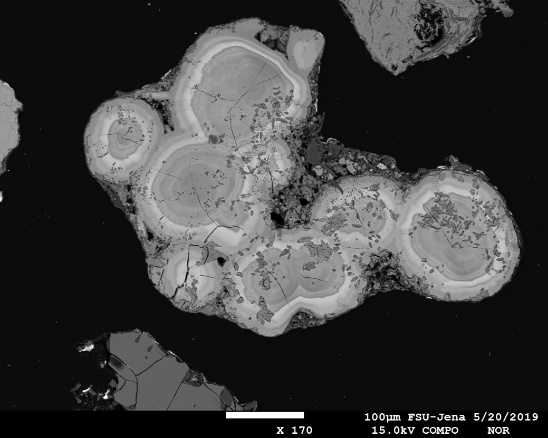 100µm FSU-Jena 5/20/2019
X 170 15.0kV COMPO NOR